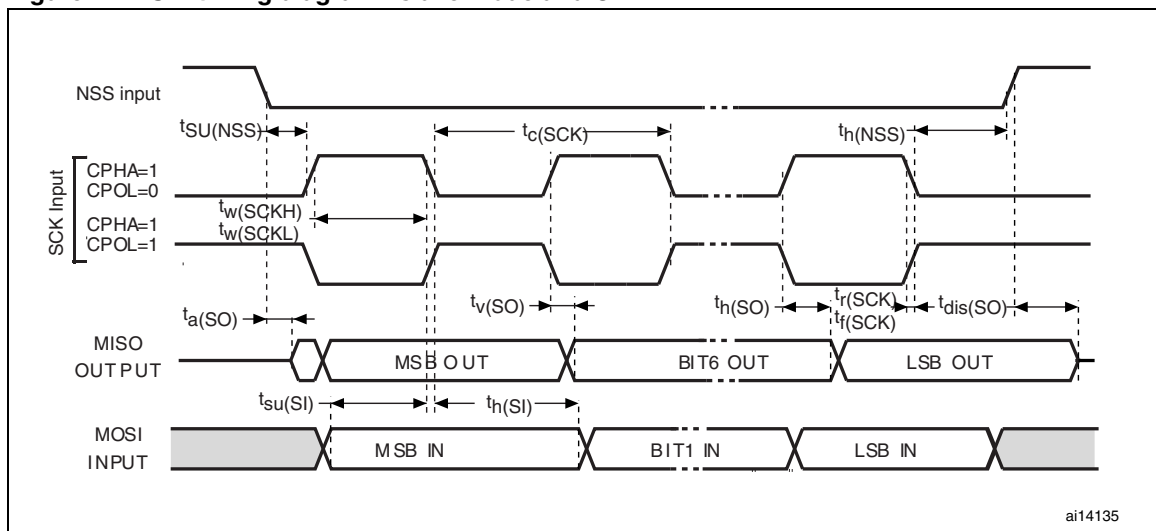 NSS input
tSU(NSS)
tc(SCK)
th(NSS)
SCK Input
CPHA=1
CPOL=0
tw(SCKH)
CPHA=1
tw(SCKL)
CPOL=1
ta(SO)
tv(SO)
th(SO)
tr(SCK)
tf(SCK)
tdis(SO)
MISO
OUTPUT
MSB OUT
BIT6 OUT
LSB OUT
tsu(SI)
th(SI)
MOSI
INPUT
MSB IN
BIT1 IN
LSB IN
ai14135